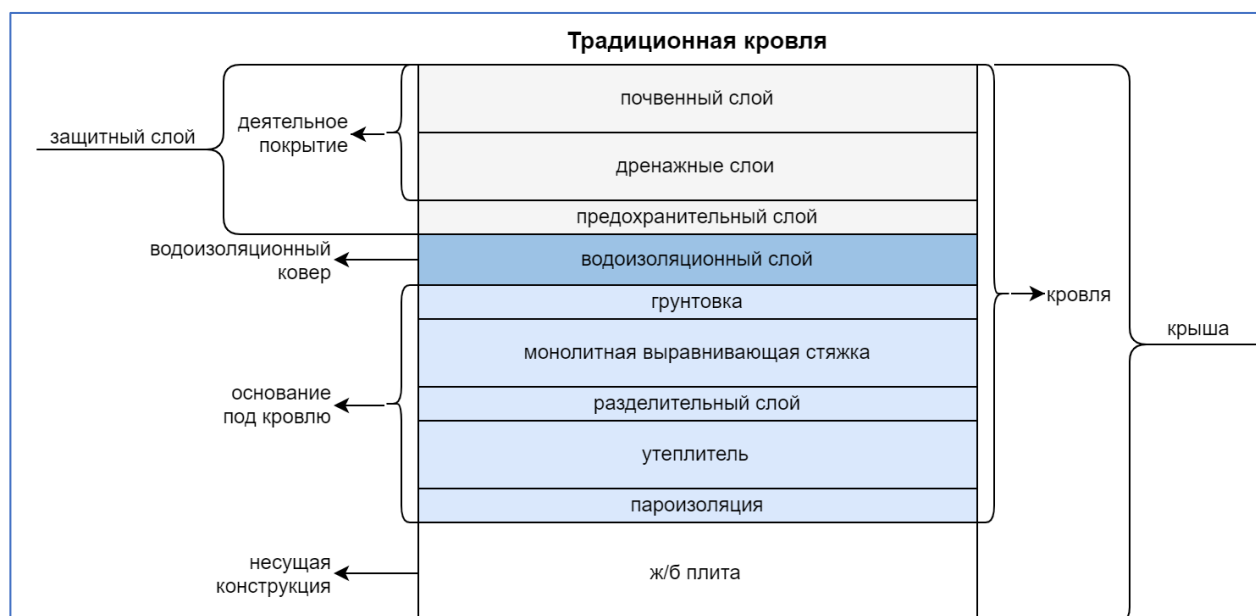 Традиционная кровля
почвенный слой
деятельное
покрытие
защитный слой
дренажные слои
предохранительный слой
водоизоляционный
ковер
водоизоляционный слой
грунтовка
кровля
крыша
монолитная выравнивающая стяжка
основание
под кровлю
разделительный слой
утеплитель
пароизоляция
несущая
конструкция
ж/б плита